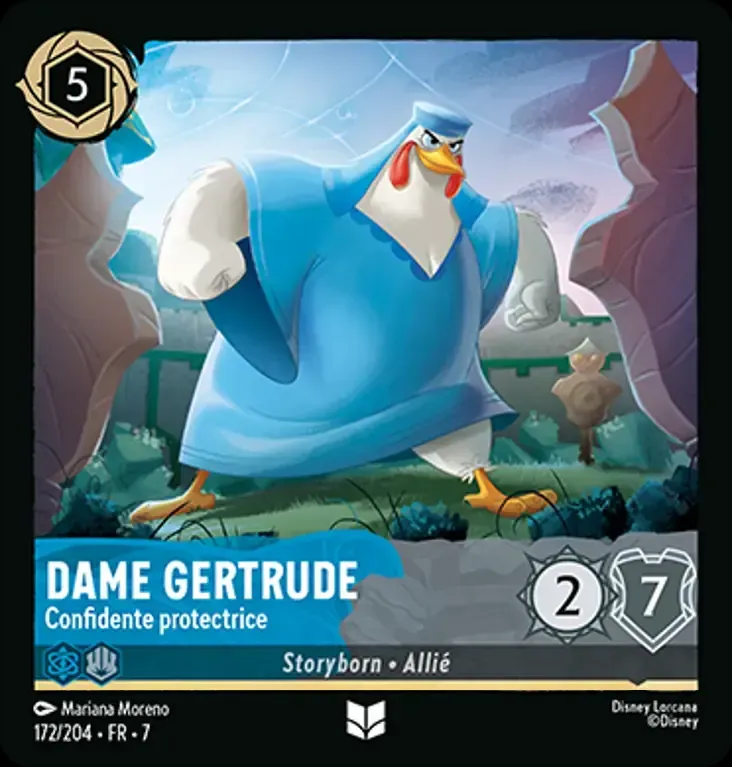 5
DAME GERTRUDE
Confidente protectrice
2
7
Storyborn • Allié
Mariana Moreno
172/204 • FR • 7
Disney Lorcana
©Disney